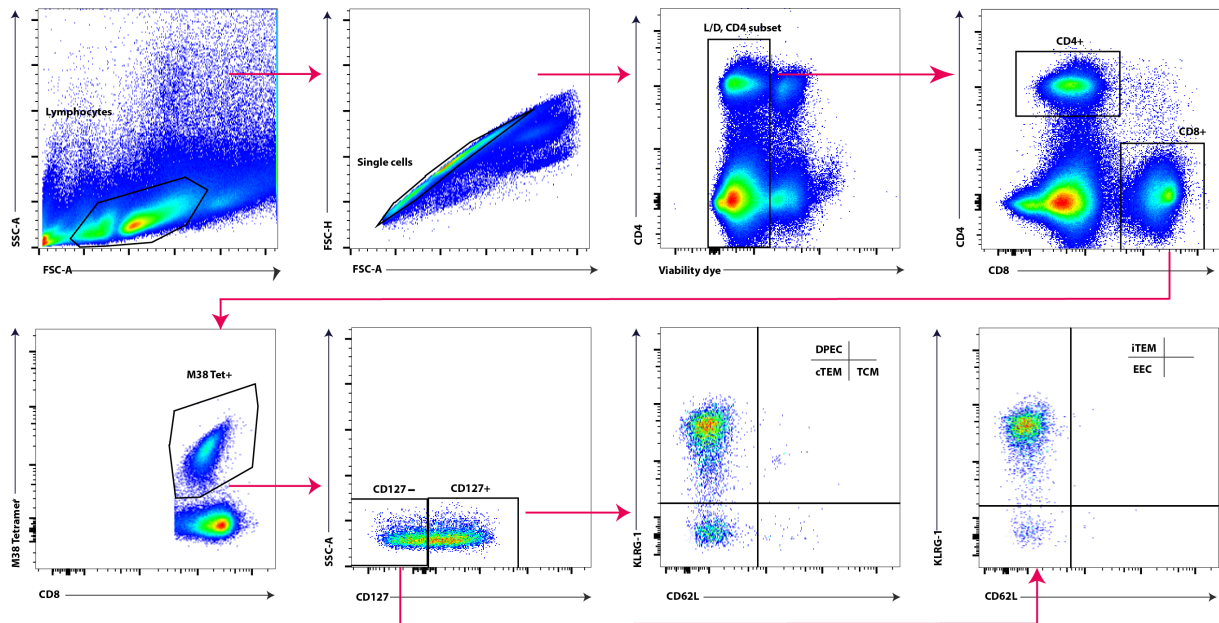 SSC-A
Lymphocytes
FSC-A
FSC-H
Single cells
FSC-A
L/D, CD4 subset
CD4
Viability dye
CD4+
CD8+
CD4
CD8
M38 Tetramer
M38 Tet+
CD8
SSC-A
CD127 –
CD127+
CD127
KLRG-1
DPEC
cTEM
TCM
CD62L
KLRG-1
iTEM
EEC
CD62L